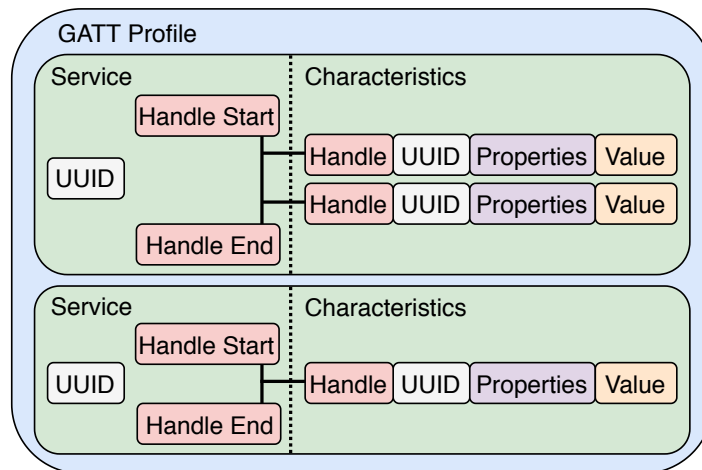 GATT Profile
Service
Characteristics
Handle Start
Handle UUID Properties Value
UUID
Handle UUID Properties Value
Handle End
Service
Characteristics
Handle Start
UUID
Handle UUID Properties Value
Handle End